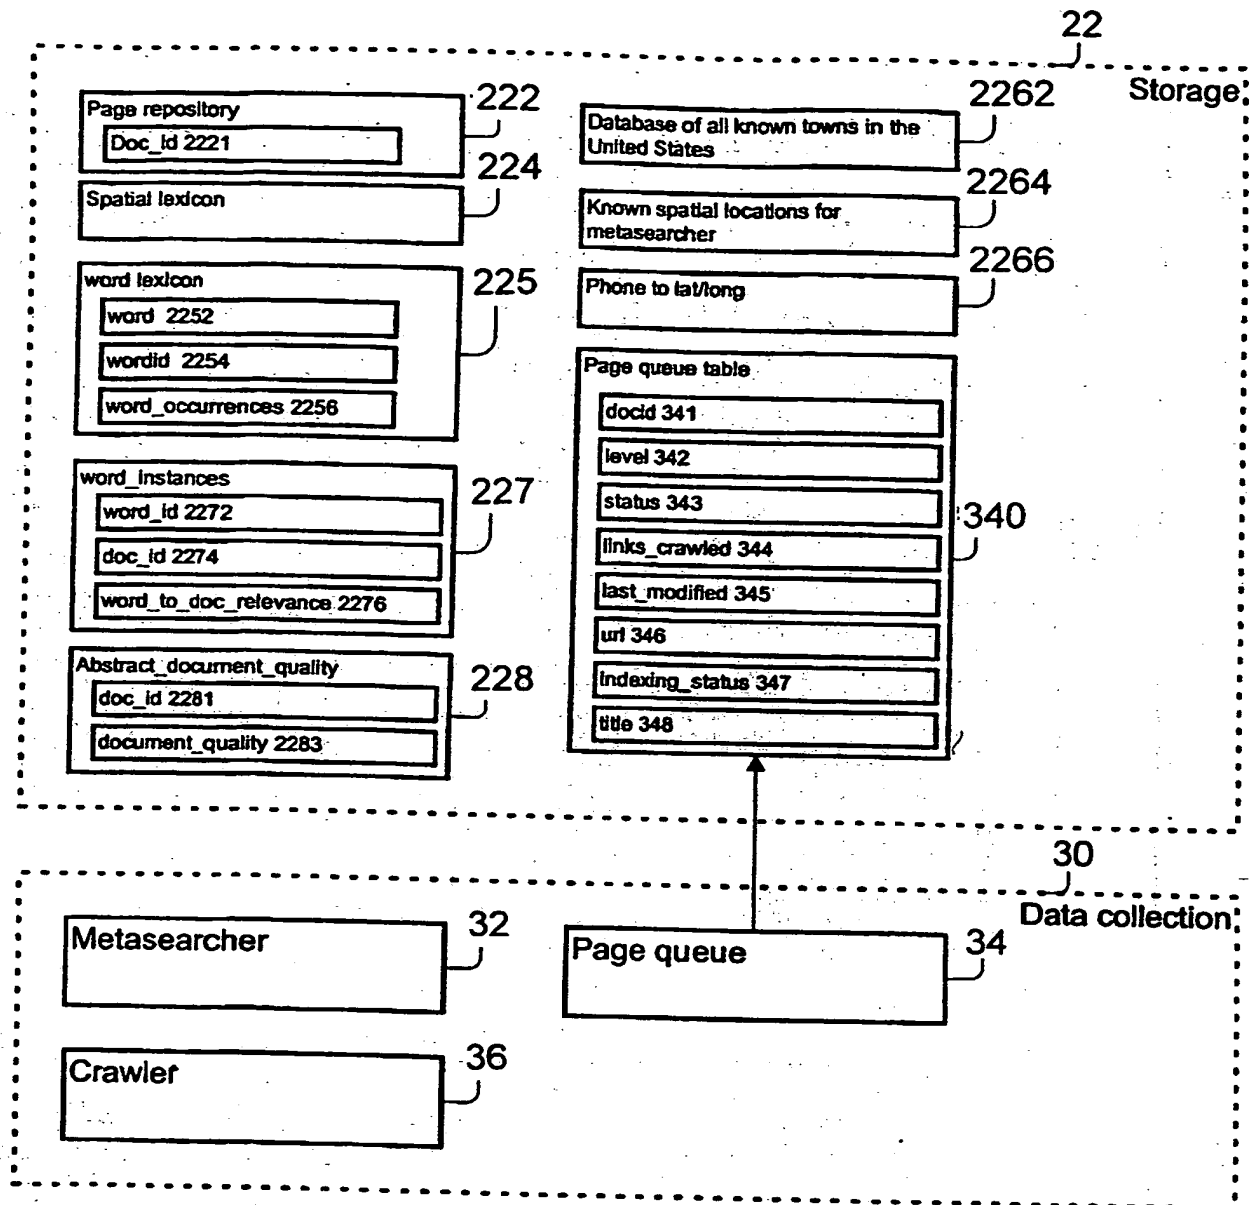 22
Storage
Page repository
222
Doc_id 2221
Spatial lexicon
224
word lexicon
225
word 2252
wordid 2254
word_occurrences 2256
word_instances
227
word_id 2272
doc_id 2274
word_to_doc_relevance 2276
Abstract_document_quality
228
doc_id 2281
document_quality 2283
2262
Database of all known towns in the
United States
2264
Known spatial locations for
metasearcher
2266
Phone to lat/long
Page queue table
docid 341
level 342
status 343
340
links_crawled 344
last_modified 345
url 346
indexing_status 347
title 348
30
Data collection
Metasearcher
32
Page queue
34
Crawler
36